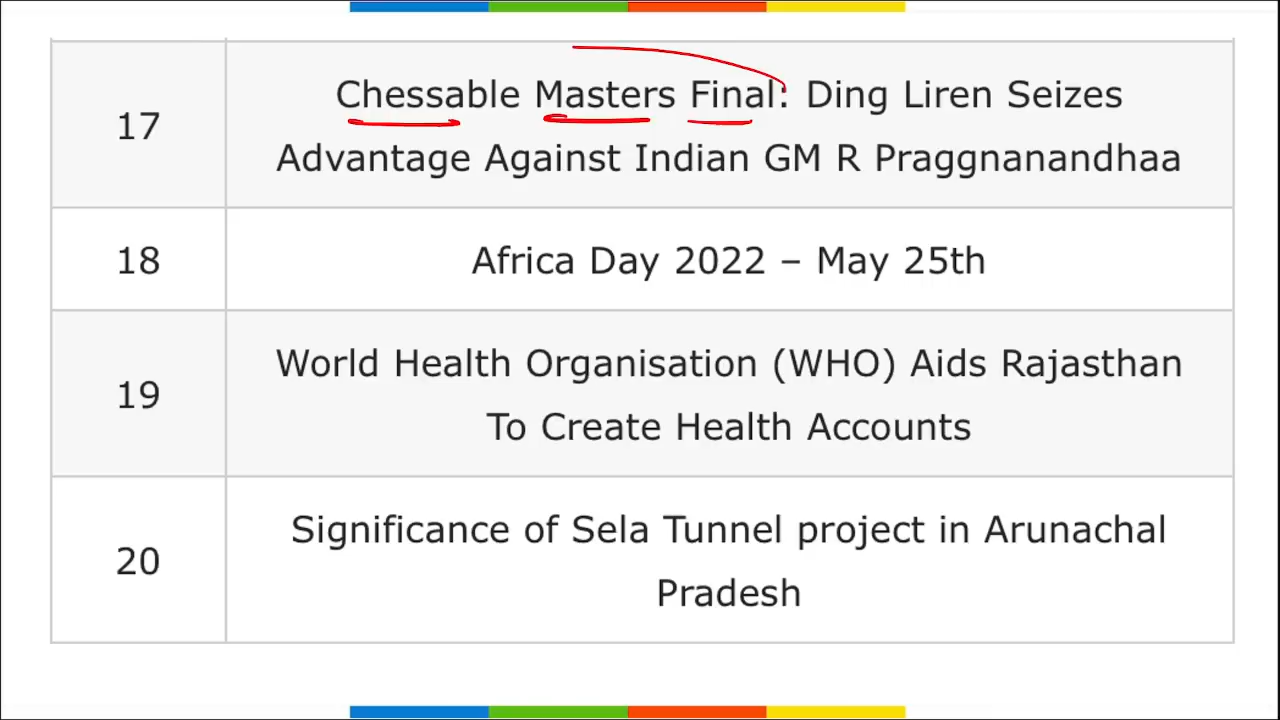 17
Chessable Masters Final: Ding Liren Seizes
Advantage Against Indian GM R Praggnanandhaa
18
Africa Day 2022 – May 25th
19
World Health Organisation (WHO) Aids Rajasthan
To Create Health Accounts
20
Significance of Sela Tunnel project in Arunachal
Pradesh